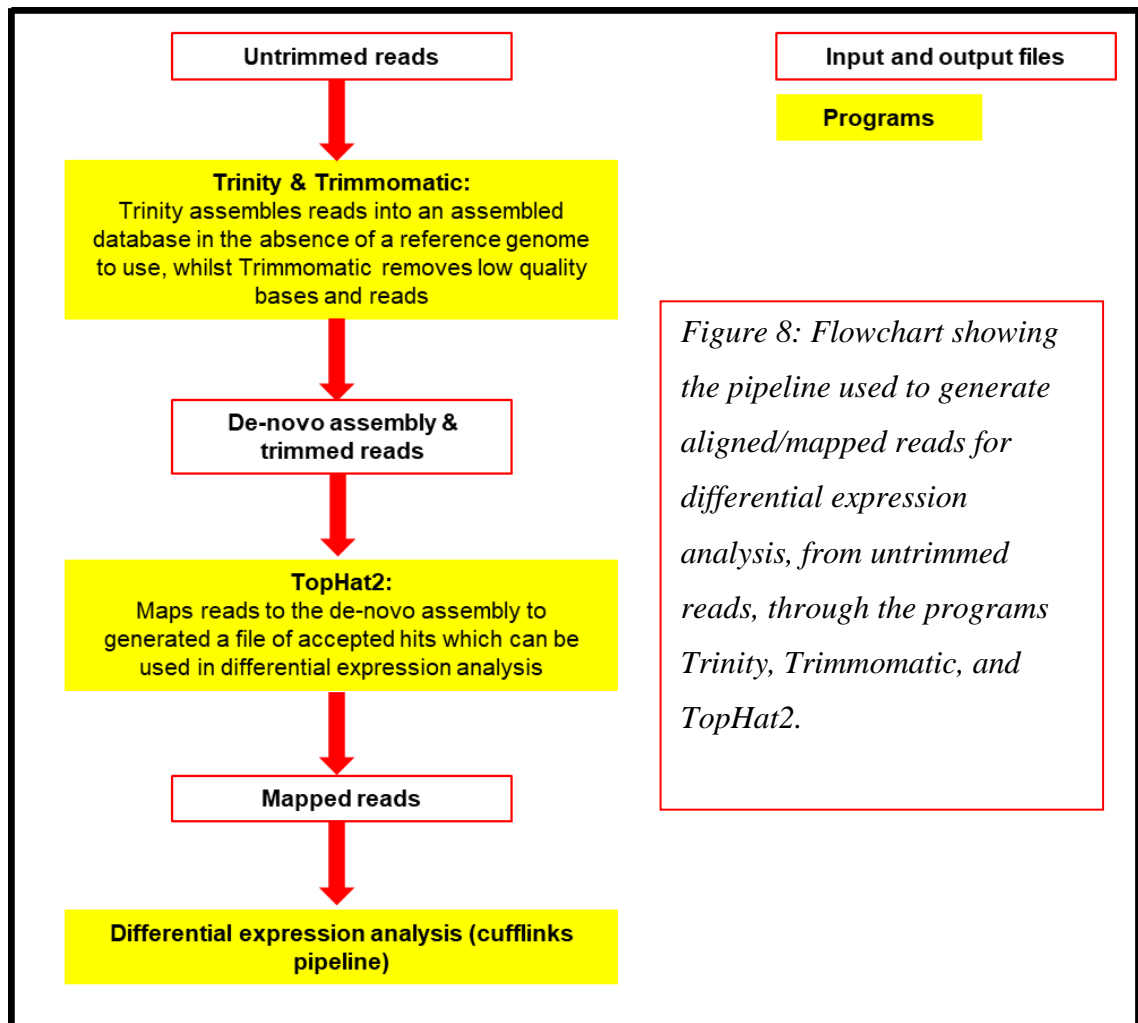 Untrimmed reads
Input and output files
Programs
Trinity & Trimmomatic:
Trinity assembles reads into an assembled
database in the absence of a reference genome
to use, whilst Trimmomatic removes low quality
bases and reads
De-novo assembly &
trimmed reads
TopHat2:
Maps reads to the de-novo assembly to
generated a file of accepted hits which can be
used in differential expression analysis
Mapped reads
Differential expression analysis (cufflinks
pipeline)
Figure 8: Flowchart showing
the pipeline used to generate
aligned/mapped reads for
differential expression
analysis, from untrimmed
reads, through the programs
Trinity, Trimmomatic, and
TopHat2.